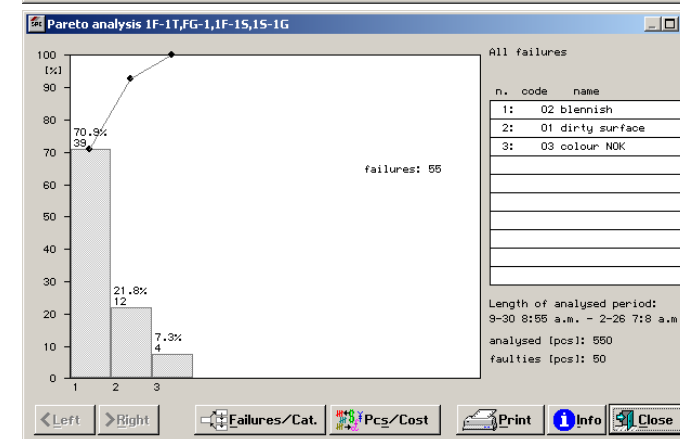 Pareto analysis 1F-1T,FG-1,1F-1S,1S-1G
100
[%]
90
80
70
60
50
40
30
20
10
0
70.9%
39
21.8%
12
7.3%
4
1 2 3
failures: 55
All failures
n. code name
1: 02 blennish
2: 01 dirty surface
3: 03 colour NOK
Length of analysed period:
9-30 8:55 a.m. - 2-26 7:8 a.m
analysed [pcs]: 550
faulties [pcs]: 50
<Left >Right Failures/Cat. Pcs/Cost Print Info Close